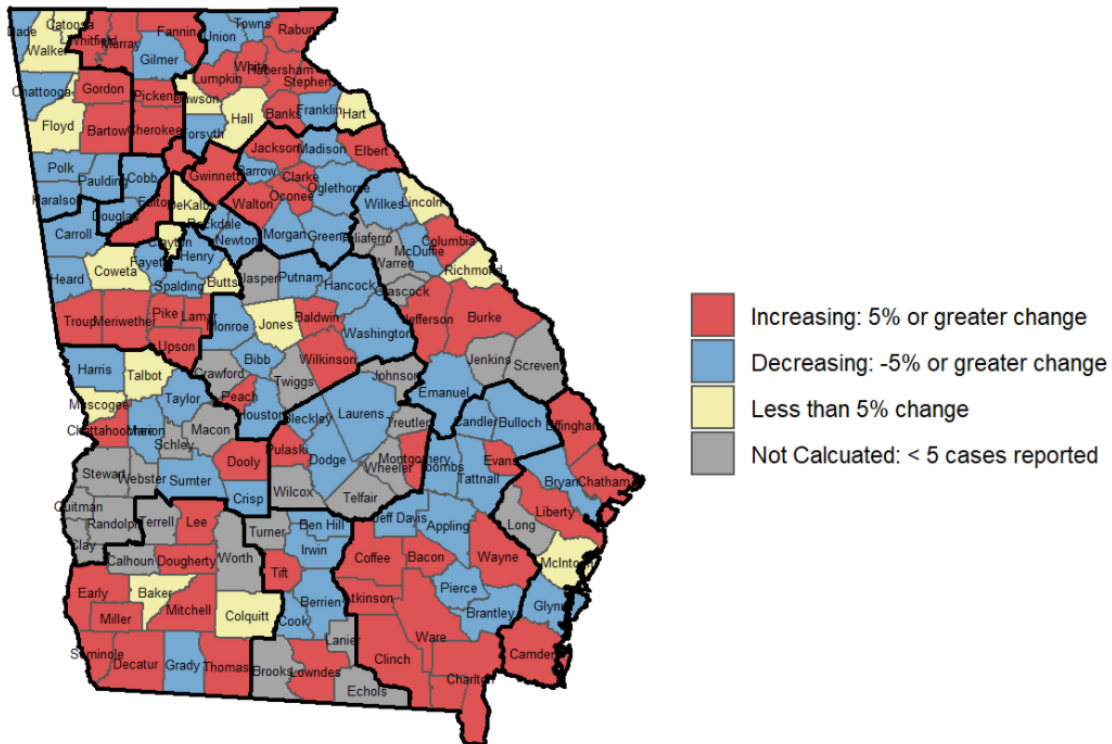 Dade
Catoosa
Walker
Whitfield
Murray
Fannin
Union
Towns
Rabun
Gilmer
White
Lumpkin
Habersham
Stephens
Chattooga
Gordon
Pickens
Dawson
Banks
Franklin
Hart
Floyd
Bartow
Cherokee
Forsyth
Hall
Jackson
Madison
Elbert
Polk
Paulding
Cobb
Gwinnett
Barrow
Clarke
Oglethorpe
Oconee
Haralson
Douglas
Fulton
DeKalb
Walton
Wilkes
Lincoln
Carroll
Rockdale
Newton
Morgan
Greene
Taliaferro
Columbia
McDuffie
Clayton
Henry
Fayette
Coweta
Heard
Spalding
Butts
Jasper
Putnam
Hancock
Warren
Richmond
Glascock
Troup
Meriwether
Pike
Lamar
Monroe
Jones
Baldwin
Washington
Jefferson
Burke
Upson
Bibb
Wilkinson
Jenkins
Screven
Harris
Talbot
Crawford
Twiggs
Johnson
Emanuel
Taylor
Peach
Houston
Bleckley
Laurens
Treutlen
Candler
Bulloch
Effingham
Muscogee
Chattahoochee
Marion
Macon
Schley
Dooly
Pulaski
Dodge
Montgomery
Toombs
Evans
Stewart
Webster
Sumter
Crisp
Wilcox
Wheeler
Telfair
Tattnall
Bryan
Chatham
Quitman
Randolph
Terrell
Lee
Turner
Ben Hill
Jeff Davis
Appling
Long
Liberty
Clay
Calhoun
Dougherty
Worth
Irwin
Tift
Coffee
Bacon
Wayne
McIntosh
Early
Baker
Mitchell
Colquitt
Berrien
Cook
Atkinson
Pierce
Brantley
Glynn
Miller
Ware
Seminole
Decatur
Grady
Thomas
Brooks
Lowndes
Lanier
Clinch
Charlton
Camden
Echols
Increasing: 5% or greater change
Decreasing: -5% or greater change
Less than 5% change
Not Calcuated: < 5 cases reported